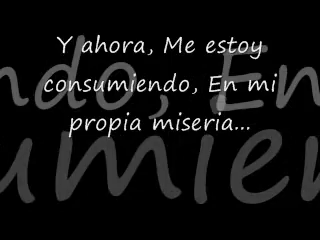 Y ahora, Me estoy
consumiendo, En mi
propia miseria...